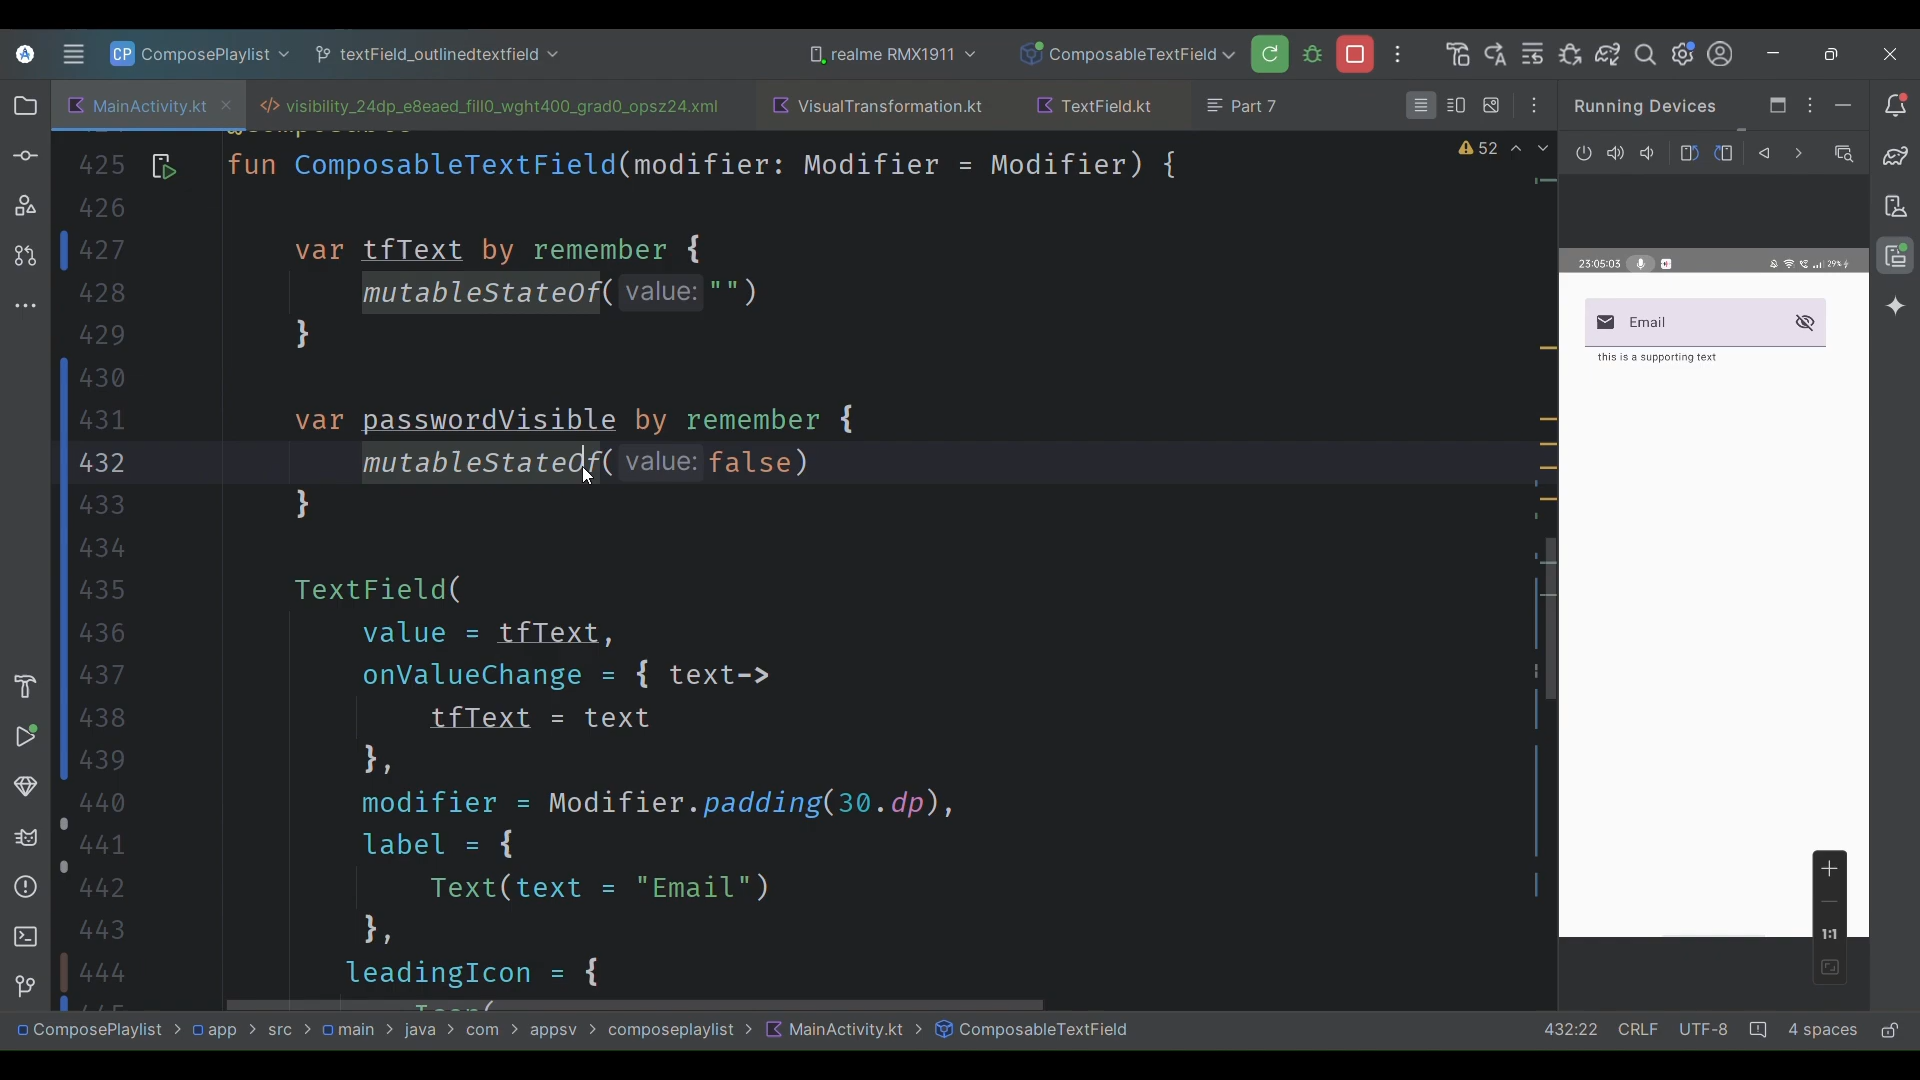 CP ComposePlaylist textField_outlinedtextfield realme RMX1911 ComposableTextField
MainActivity.kt visibility_24dp_e8eaed_fill0_wght400_grad0_opsz24.xml VisualTransformation.kt TextField.kt Part 7 Running Devices
52
425 fun ComposableTextField(modifier: Modifier = Modifier) {
426
427 var tfText by remember {
428 mutableStateOf( value: "")
429 }
430
431 var passwordVisible by remember {
432 mutableStateOf( value: false)
433 }
434
435 TextField(
436 value = tfText,
437 onValueChange = { text->
438 tfText = text
439 },
440 modifier = Modifier.padding(30.dp),
441 label = {
442 Text(text = "Email")
443 },
444 leadingIcon = {
23:05:03 29%
Email
this is a supporting text
1:1
ComposePlaylist > app > src > main > java > com > appsv > composeplaylist > MainActivity.kt > ComposableTextField 432:22 CRLF UTF-8 4 spaces